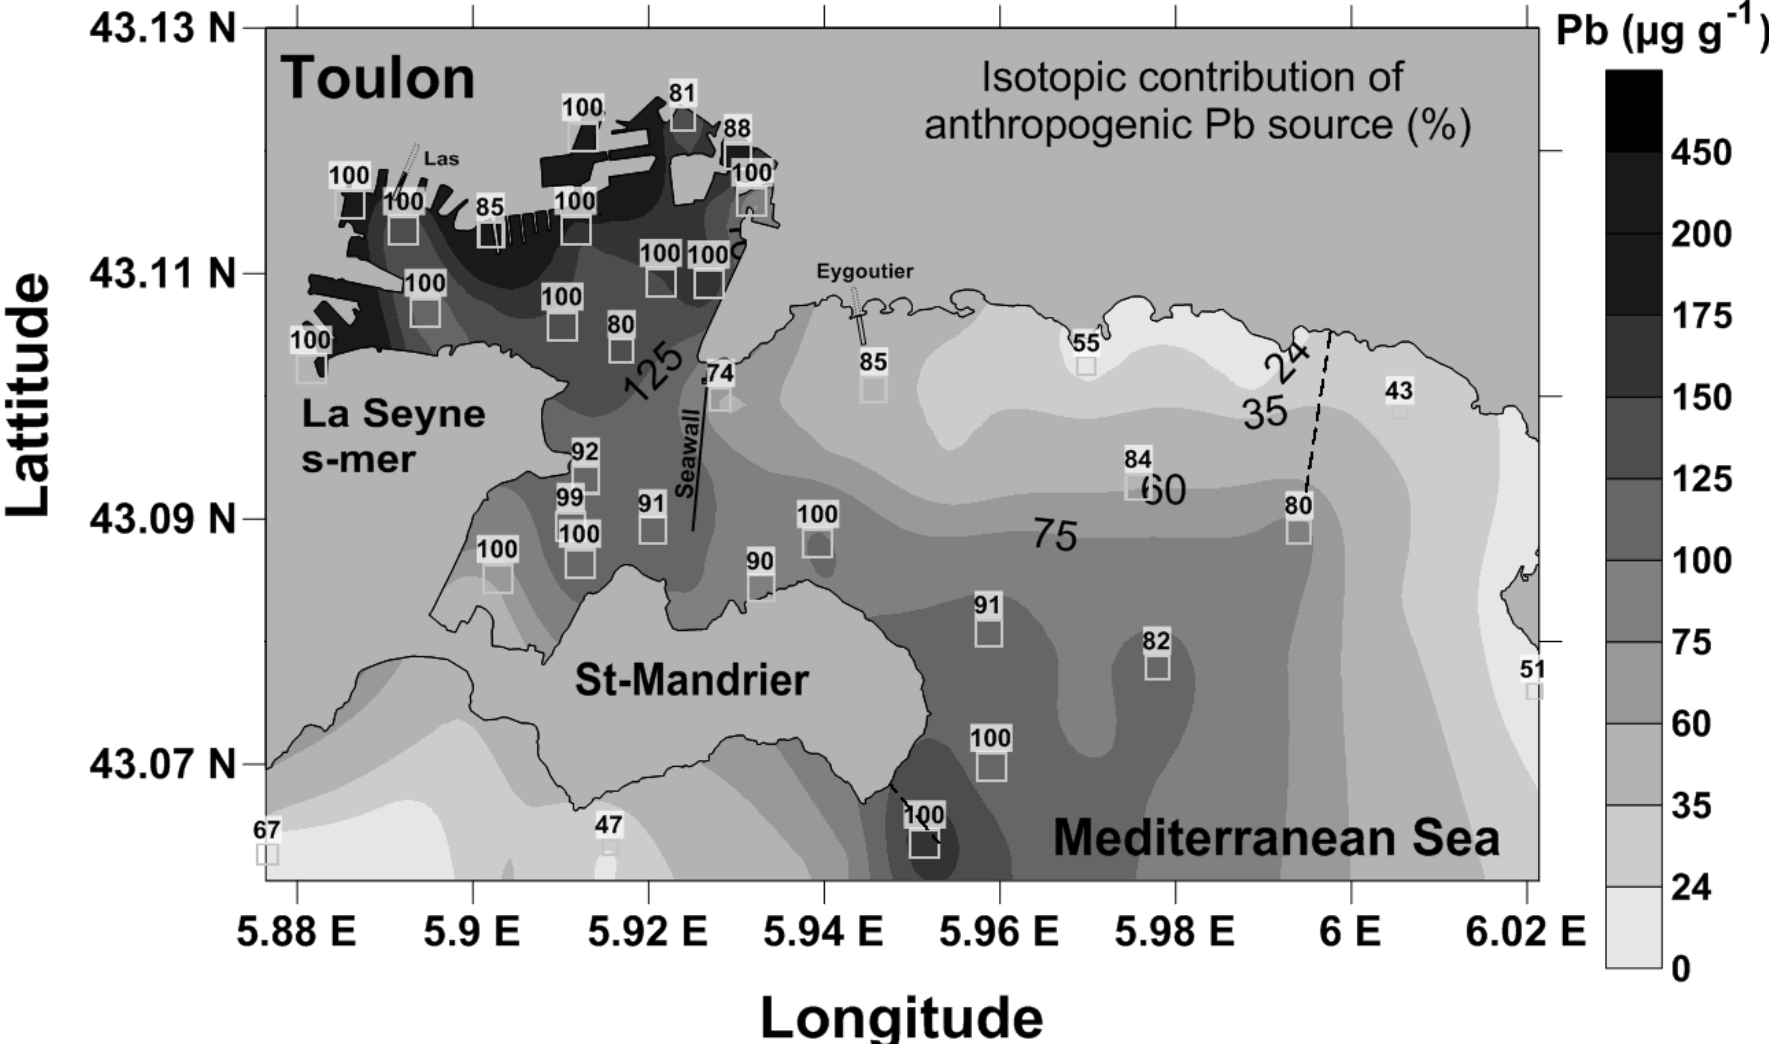 Pb (µg g-1)
43.13 N
Toulon
Isotopic contribution of
anthropogenic Pb source (%)
81
100
88
450
Las
100
100
100
85
100
200
100
100
43.11 N
Eygoutier
100
100
175
80
100
55
24
125
74
85
43
150
35
La Seyne
s-mer
Seawall
92
84
125
60
99
91
100
80
43.09 N
100
75
100
90
100
91
82
75
51
St-Mandrier
60
100
43.07 N
35
100
67
47
Mediterranean Sea
24
0
5.88 E
5.9 E
5.92 E
5.94 E
5.96 E
5.98 E
6 E
6.02 E
Lattitude
Longitude